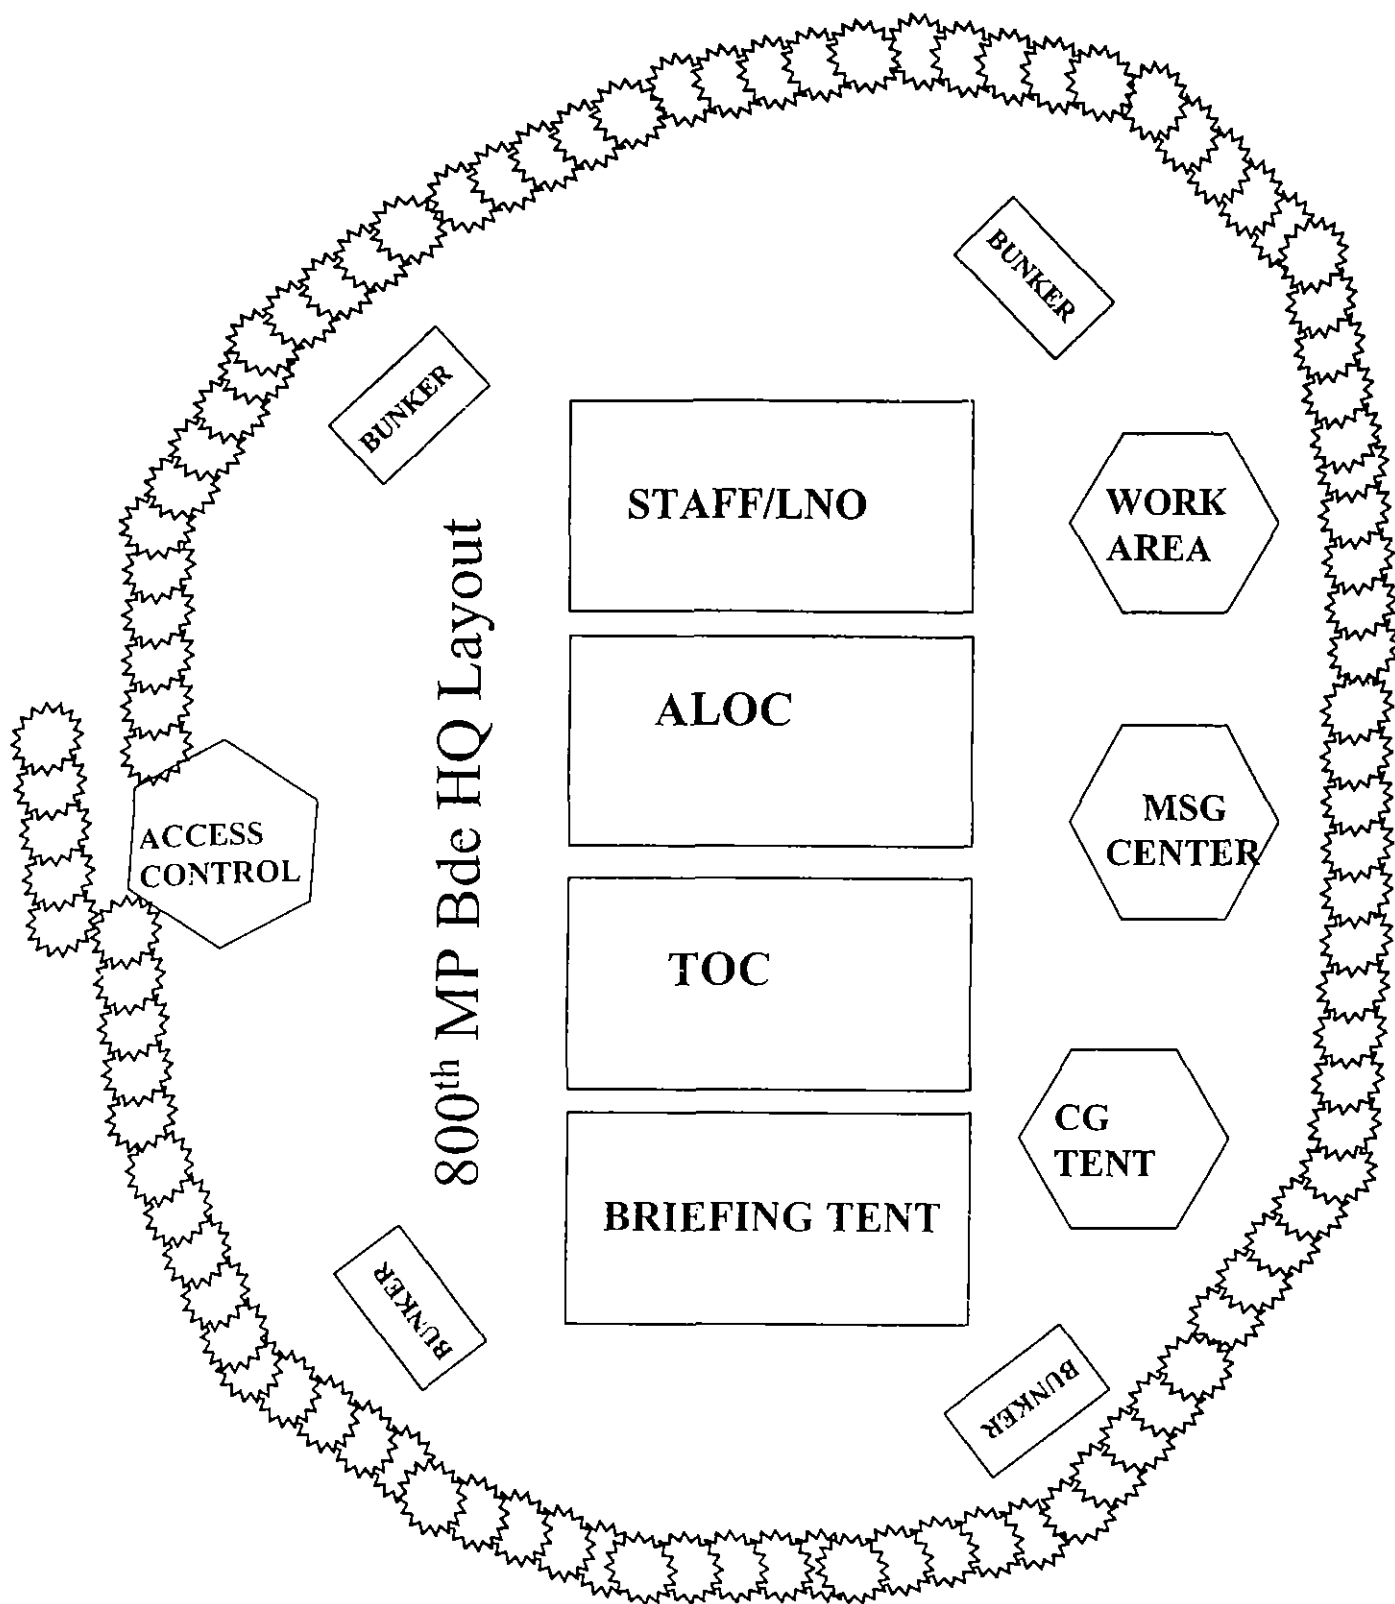 BUNKER
BUNKER
STAFF/LNO
WORK
AREA
800th MP Bde HQ Layout
ALOC
MSG
CENTER
ACCESS
CONTROL
TOC
CG
TENT
BRIEFING TENT
BUNKER
BUNKER